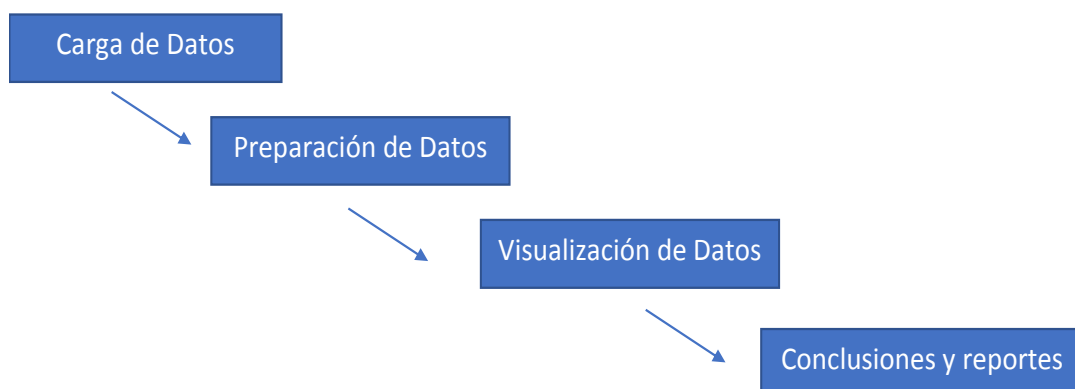 Carga de Datos
Preparación de Datos
Visualización de Datos
Conclusiones y reportes